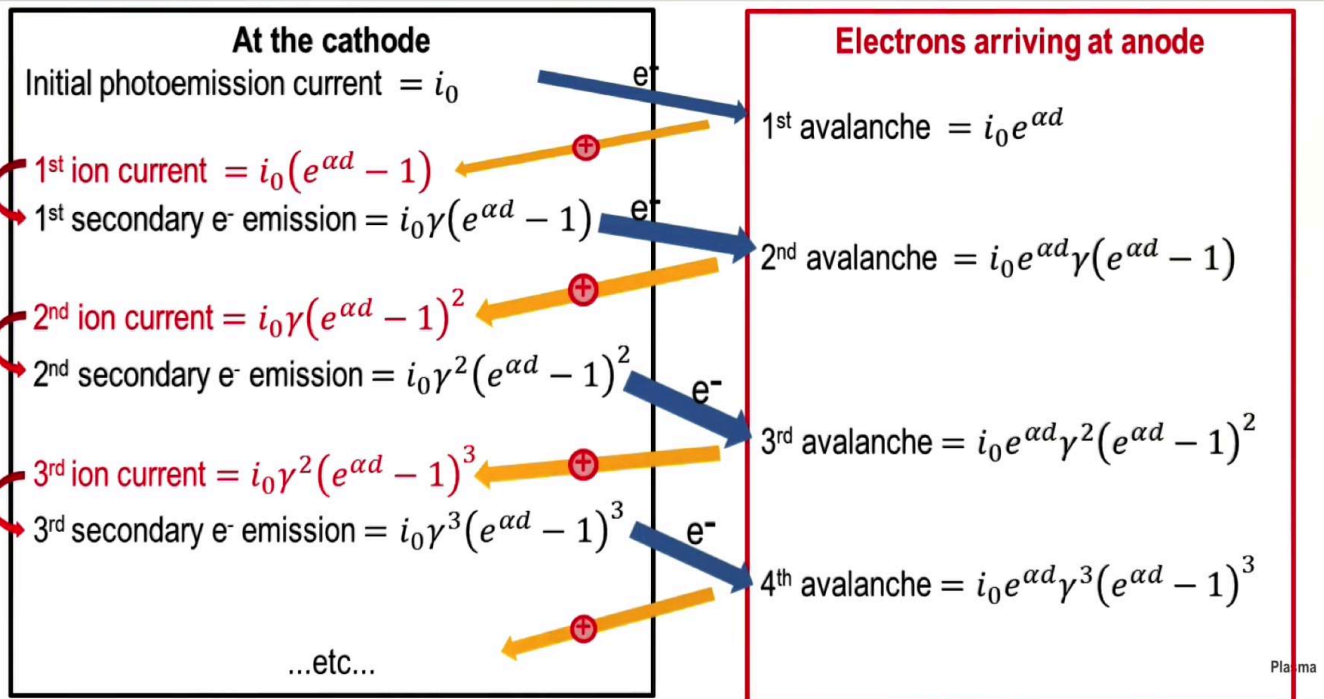 At the cathode
Initial photoemission current = i₀
e⁻
1st ion current = i₀(e^{αd} − 1)
1st secondary e⁻ emission = i₀γ(e^{αd} − 1)
e⁻
2nd ion current = i₀γ(e^{αd} − 1)²
2nd secondary e⁻ emission = i₀γ²(e^{αd} − 1)²
e⁻
3rd ion current = i₀γ²(e^{αd} − 1)³
3rd secondary e⁻ emission = i₀γ³(e^{αd} − 1)³
e⁻
...etc...
+
+
+
+
Electrons arriving at anode
1st avalanche = i₀e^{αd}
2nd avalanche = i₀e^{αd}γ(e^{αd} − 1)
3rd avalanche = i₀e^{αd}γ²(e^{αd} − 1)²
4th avalanche = i₀e^{αd}γ³(e^{αd} − 1)³
Plasma